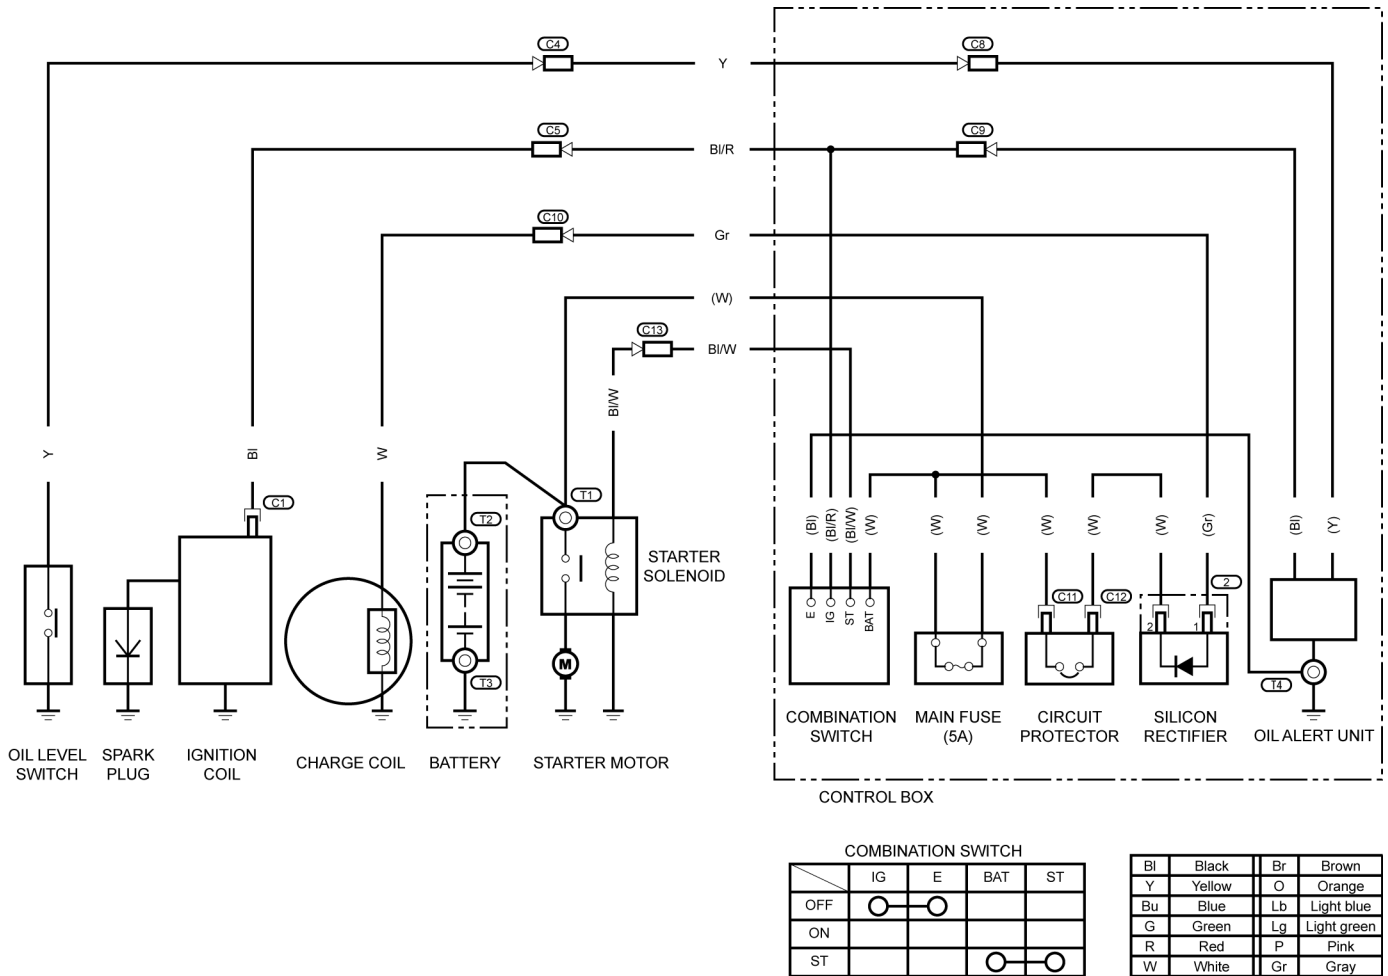 C4
C8
Y
C5
C9
Bl/R
C10
Gr
(W)
C13
Bl/W
Bl/W
Y
Bl
W
C1
T1
T2
T3
M
(Bl)
(Bl/R)
(Bl/W)
(W)
(W)
(W)
(W)
(W)
(W)
(Gr)
(Bl)
(Y)
STARTER
SOLENOID
E
IG
ST
BAT
C11
C12
2
2
1
T4
OIL LEVEL
SWITCH
SPARK
PLUG
IGNITION
COIL
CHARGE COIL
BATTERY
STARTER MOTOR
COMBINATION
SWITCH
MAIN FUSE
(5A)
CIRCUIT
PROTECTOR
SILICON
RECTIFIER
OIL ALERT UNIT
CONTROL BOX
COMBINATION SWITCH
IG E BAT ST
OFF
ON
ST
Bl Black Br Brown
Y Yellow O Orange
Bu Blue Lb Light blue
G Green Lg Light green
R Red P Pink
W White Gr Gray